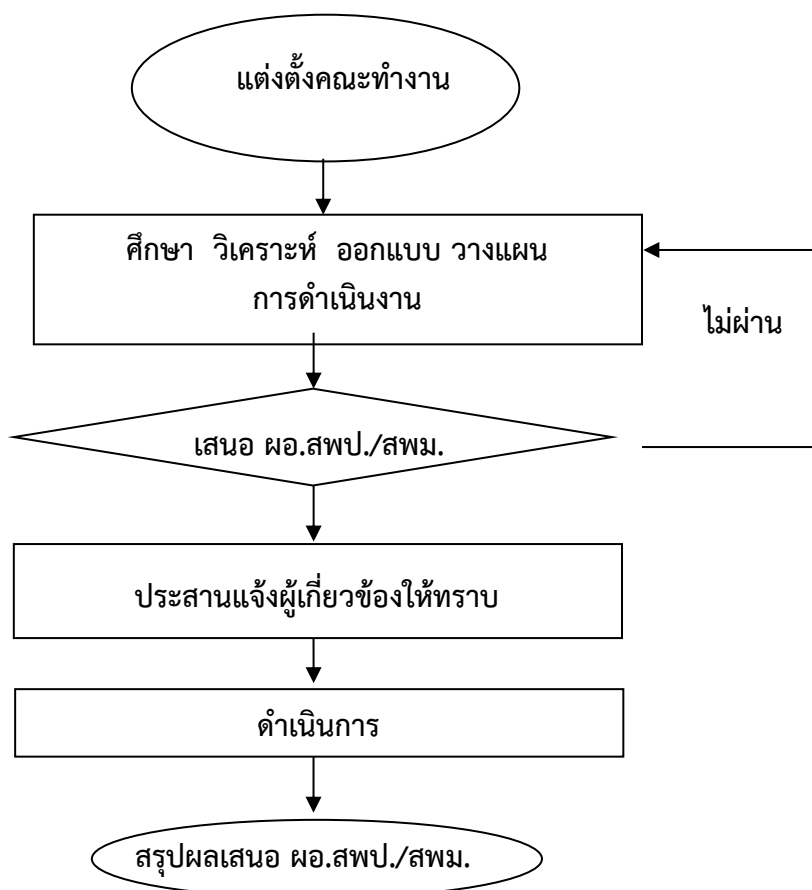 แต่งตั้งคณะทำงาน
ศึกษา วิเคราะห์ ออกแบบ วางแผน
การดำเนินงาน
ไม่ผ่าน
เสนอ ผอ.สพป./สพม.
ประสานแจ้งผู้เกี่ยวข้องให้ทราบ
ดำเนินการ
สรุปผลเสนอ ผอ.สพป./สพม.